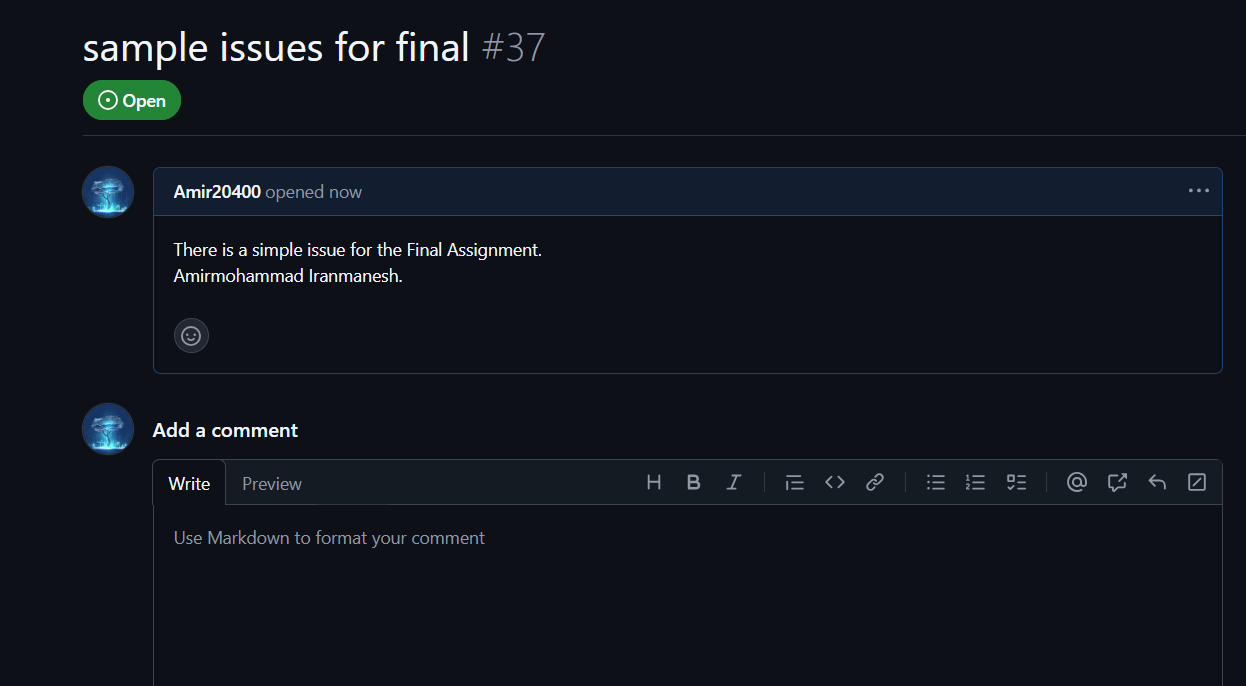 sample issues for final #37
Open
Amir20400 opened now
There is a simple issue for the Final Assignment.
Amirmohammad Iranmanesh.
Add a comment
Write Preview
Use Markdown to format your comment